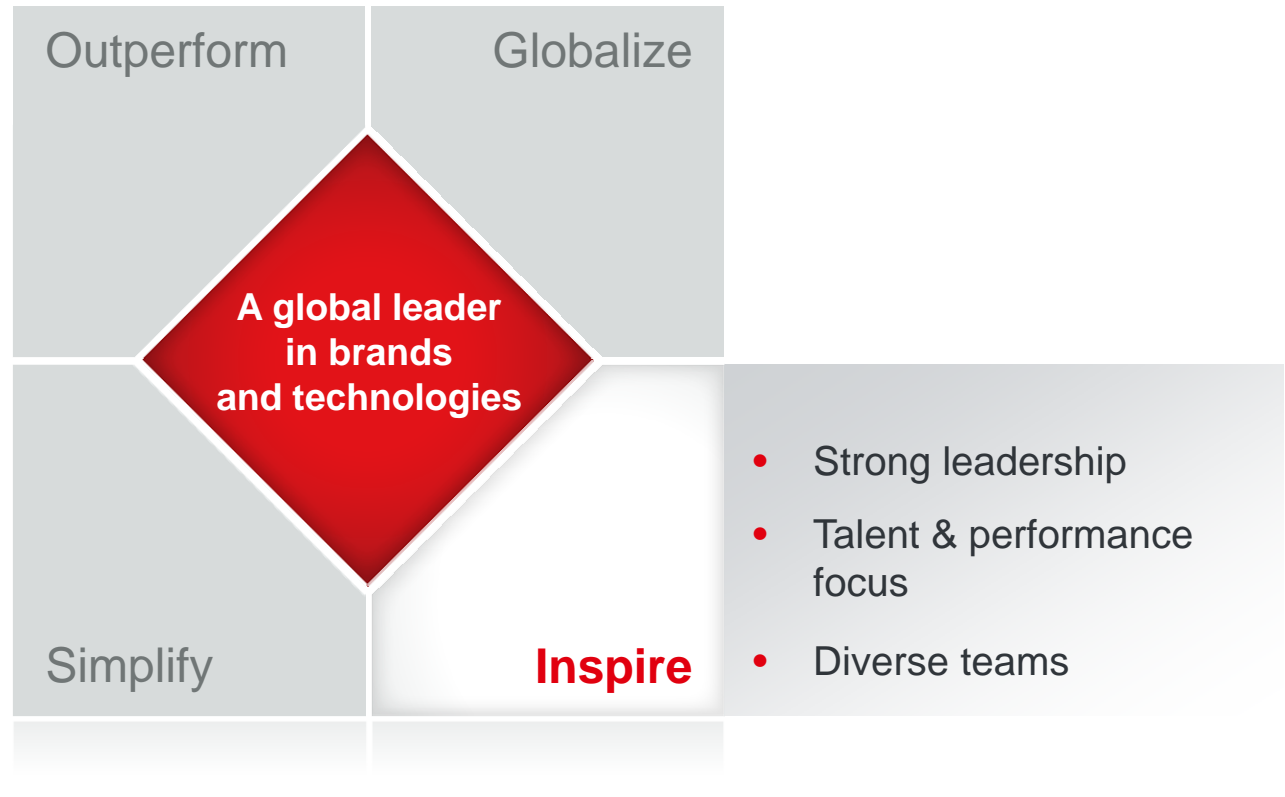 Outperform
Globalize
A global leader
in brands
and technologies
Simplify
Inspire
• Strong leadership
• Talent & performance
focus
• Diverse teams